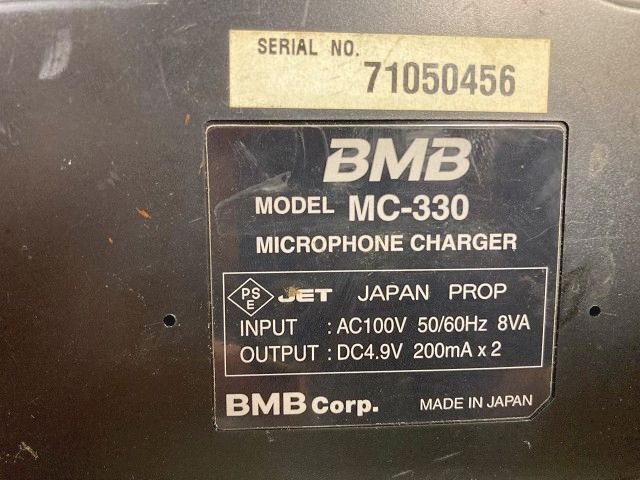 SERIAL NO.
71050456
BMB
MODEL MC-330
MICROPHONE CHARGER
PS
E
JET JAPAN PROP
INPUT : AC100V 50/60Hz 8VA
OUTPUT : DC4.9V 200mA x 2
BMB Corp. MADE IN JAPAN